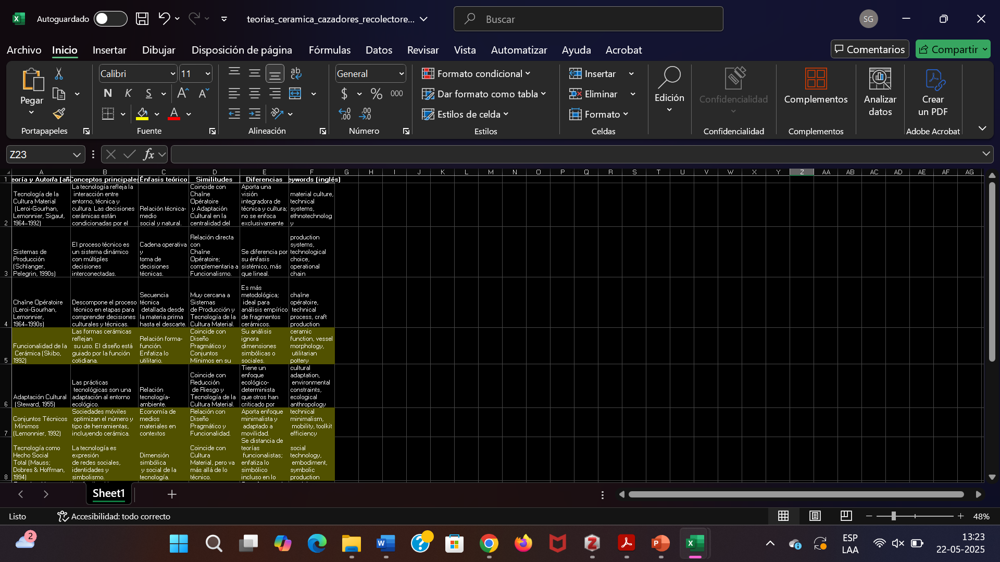 Autoguardado
teorias_ceramica_cazadores_recolectore...
Buscar
SG
Archivo Inicio Insertar Dibujar Disposición de página Fórmulas Datos Revisar Vista Automatizar Ayuda Acrobat
Comentarios Compartir
Pegar
Calibri 11
N K S
General
$ % 000
Formato condicional
Dar formato como tabla
Estilos de celda
Insertar
Eliminar
Formato
Edición
Confidencialidad
Complementos
Analizar
datos
Crear
un PDF
Portapapeles Fuente Alineación Número Estilos Celdas Confidencialidad Complementos Adobe Acrobat
Z23
fx
A B C D E F G H I J K L M N O P Q R S T U V W X Y Z AA AB AC AD AE AF AG
1
eoría y Autor/a (añ
Conceptos principales
Énfasis teórico
Similitudes
Diferencias
eywords (inglés)
2
Tecnología de la
Cultura Material
(Leroi-Gourhan,
Lemonnier, Sigaut,
1964–1992)
La tecnología refleja la
interacción entre
entorno, técnica y
cultura. Las decisiones
cerámicas están
condicionadas por el
Relación técnica-
medio
social y natural.
Coincide con
Chaîne
Opératoire
y Adaptación
Cultural en la
centralidad del
Aporta una
visión
integradora de
técnica y cultura;
no se enfoca
exclusivamente
material culture,
technical
systems,
ethnotechnolog
y
3
Sistemas de
Producción
(Schlanger,
Pelegrin, 1990s)
El proceso técnico es
un sistema dinámico
con múltiples
decisiones
interconectadas.
Cadena operativa
y
toma de
decisiones
técnicas.
Relación directa
con
Chaîne
Opératoire;
complementaria a
Funcionalismo.
Se diferencia por
su énfasis
sistémico, más
que lineal.
production
systems,
technological
choice,
operational
chain
4
Chaîne Opératoire
(Leroi-Gourhan,
Lemonnier,
1964–1990s)
Descompone el proceso
técnico en etapas para
comprender decisiones
culturales y técnicas.
Secuencia
técnica
detallada desde
la materia prima
hasta el descarte.
Muy cercana a
Sistemas
de Producción y
Tecnología de la
Cultura Material.
Es más
metodológica;
ideal para
análisis empírico
de fragmentos
cerámicos.
chaîne
opératoire,
technical
process, craft
production
5
Funcionalidad de la
Cerámica (Skibo,
1992)
Las formas cerámicas
reflejan
su uso. El diseño está
guiado por la función
cotidiana.
Relación forma-
función.
Enfatiza lo
utilitario.
Coincide con
Diseño
Pragmático y
Conjuntos
Mínimos en su
Su análisis
ignora
dimensiones
simbólicas o
sociales.
ceramic
function, vessel
morphology,
utilitarian
pottery
6
Adaptación Cultural
(Steward, 1955)
Las prácticas
tecnológicas son una
adaptación al entorno
ecológico.
Relación
tecnología-
ambiente.
Coincide con
Reducción
de Riesgo y
Tecnología de la
Cultura Material.
Tiene un
enfoque
ecológico-
determinista
que otros han
criticado por
cultural
adaptation,
environmental
constraints,
ecological
anthropology
7
Conjuntos Técnicos
Mínimos
(Lemonnier, 1992)
Sociedades móviles
optimizan el número y
tipo de herramientas,
incluyendo cerámica.
Economía de
medios
materiales en
contextos
Relación con
Diseño
Pragmático y
Funcionalidad.
Aporta enfoque
minimalista y
adaptado a
movilidad.
technical
minimalism,
mobility, toolkit
efficiency
8
Tecnología como
Hecho Social
Total (Mauss;
Dobres & Hoffman,
1994)
La tecnología es
expresión
de redes sociales,
identidades y
simbolismo.
Dimensión
simbólica
y social de la
tecnología.
Coincide con
Cultura
Material, pero va
más allá de lo
técnico.
Se distancia de
teorías
funcionalistas;
enfatiza lo
simbólico
incluso en lo
social
technology,
embodiment,
symbolic
production
Sheet1
Listo Accesibilidad: todo correcto
48%
2
ESP
LAA
13:23
22-05-2025